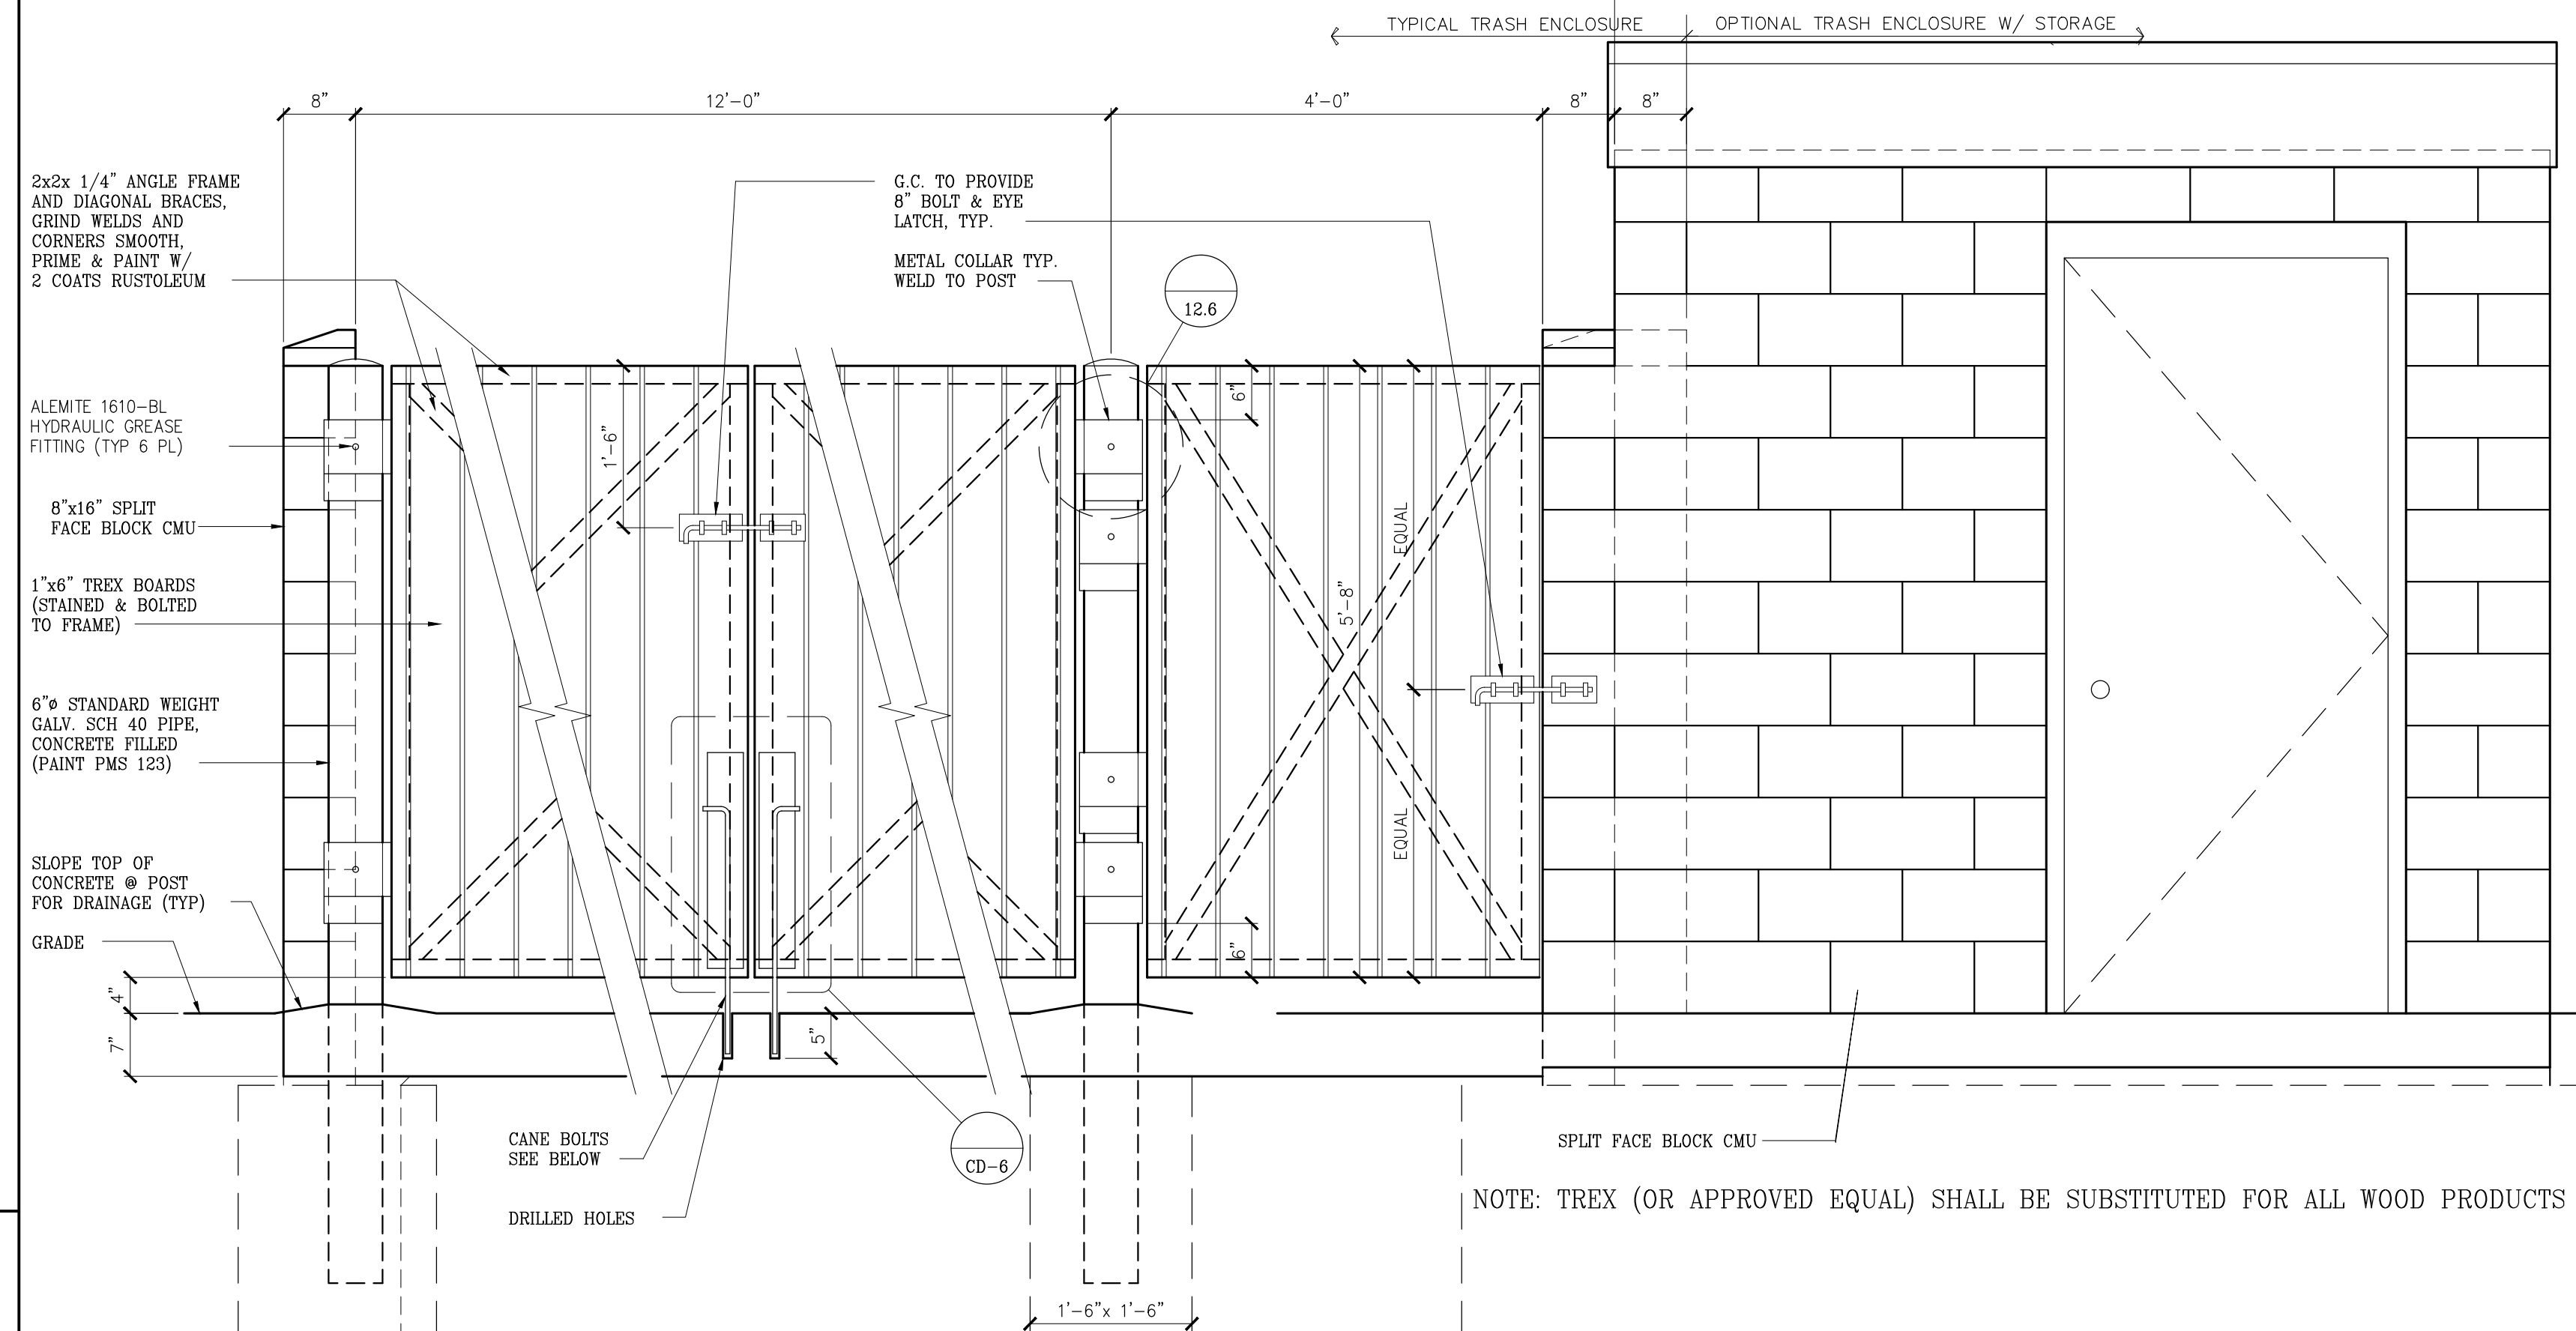 TYPICAL TRASH ENCLOSURE
OPTIONAL TRASH ENCLOSURE W/ STORAGE
8"
12'-0"
4'-0"
8"
8"
2x2x 1/4" ANGLE FRAME
AND DIAGONAL BRACES,
GRIND WELDS AND
CORNERS SMOOTH,
PRIME & PAINT W/
2 COATS RUSTOLEUM
G.C. TO PROVIDE
8" BOLT & EYE
LATCH, TYP.
METAL COLLAR TYP.
WELD TO POST
12.6
ALEMITE 1610-BL
HYDRAULIC GREASE
FITTING (TYP 6 PL)
8"x16" SPLIT
FACE BLOCK CMU
1"x6" TREX BOARDS
(STAINED & BOLTED
TO FRAME)
6"ø STANDARD WEIGHT
GALV. SCH 40 PIPE,
CONCRETE FILLED
(PAINT PMS 123)
SLOPE TOP OF
CONCRETE @ POST
FOR DRAINAGE (TYP)
GRADE
4"
7"
1'-6"
5"
6"
EQUAL
5'-8"
EQUAL
6"
CANE BOLTS
SEE BELOW
DRILLED HOLES
CD-6
SPLIT FACE BLOCK CMU
NOTE: TREX (OR APPROVED EQUAL) SHALL BE SUBSTITUTED FOR ALL WOOD PRODUCTS
1'-6"x 1'-6"